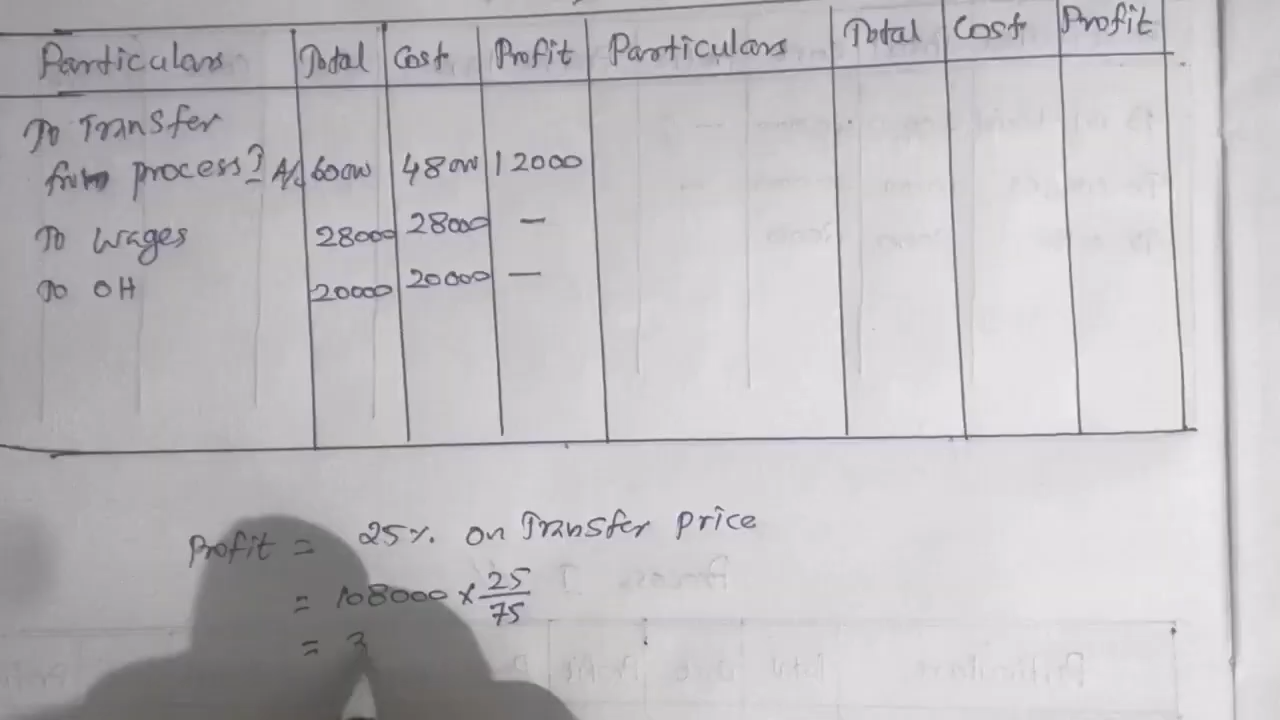 Particulars Total Cost Profit Particulars Total Cost Profit
To Transfer
from process I A/c 60000 48000 12000
To Wages 28000 28000 —
To OH 20000 20000 —
Profit = 25% on Transfer price
= 108000 × 25/75
= 3